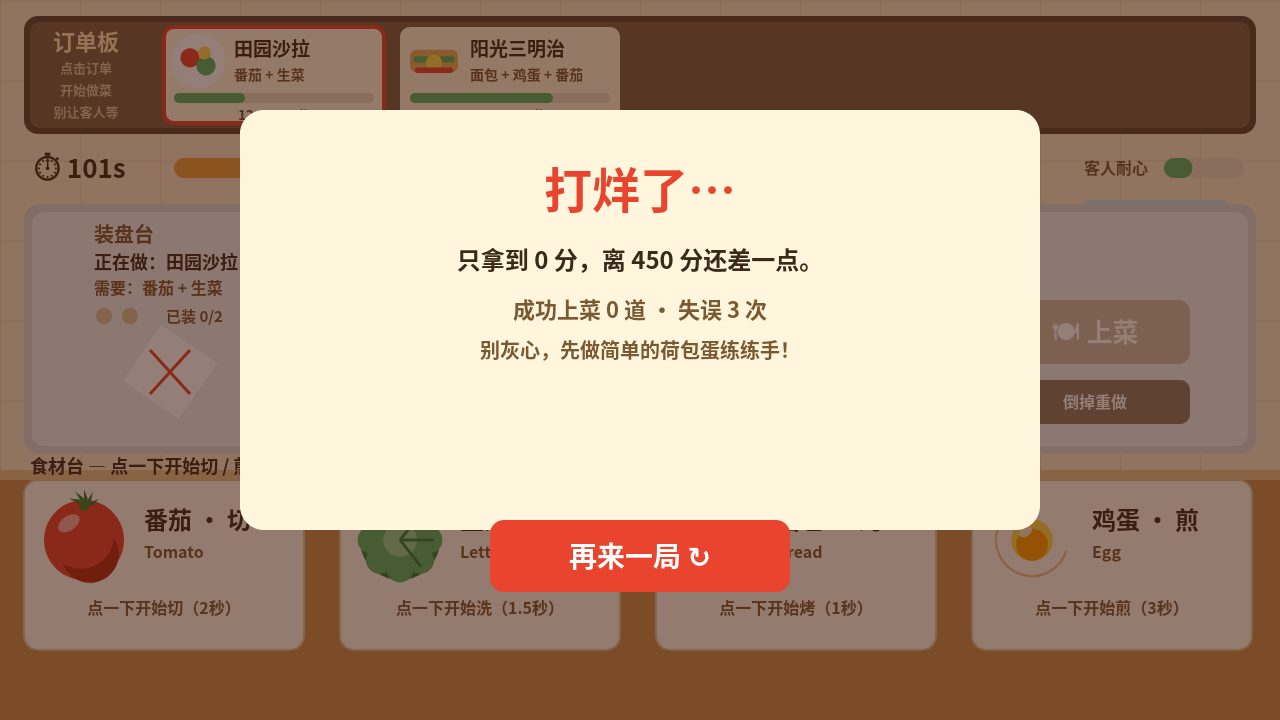 订单板
点击订单
开始做菜
别让客人等
田园沙拉
番茄 + 生菜
阳光三明治
面包 + 鸡蛋 + 番茄
⏱ 101s
客人耐心
打烊了…
只拿到 0 分，离 450 分还差一点。
成功上菜 0 道 · 失误 3 次
别灰心，先做简单的荷包蛋练练手！
再来一局 ↻
装盘台
正在做：田园沙拉
需要：番茄 + 生菜
已装 0/2
🍽 上菜
倒掉重做
食材台 — 点一下开始切 /
番茄 · 切
Tomato
点一下开始切（2秒）
点一下开始洗（1.5秒）
点一下开始烤（1秒）
鸡蛋 · 煎
Egg
点一下开始煎（3秒）